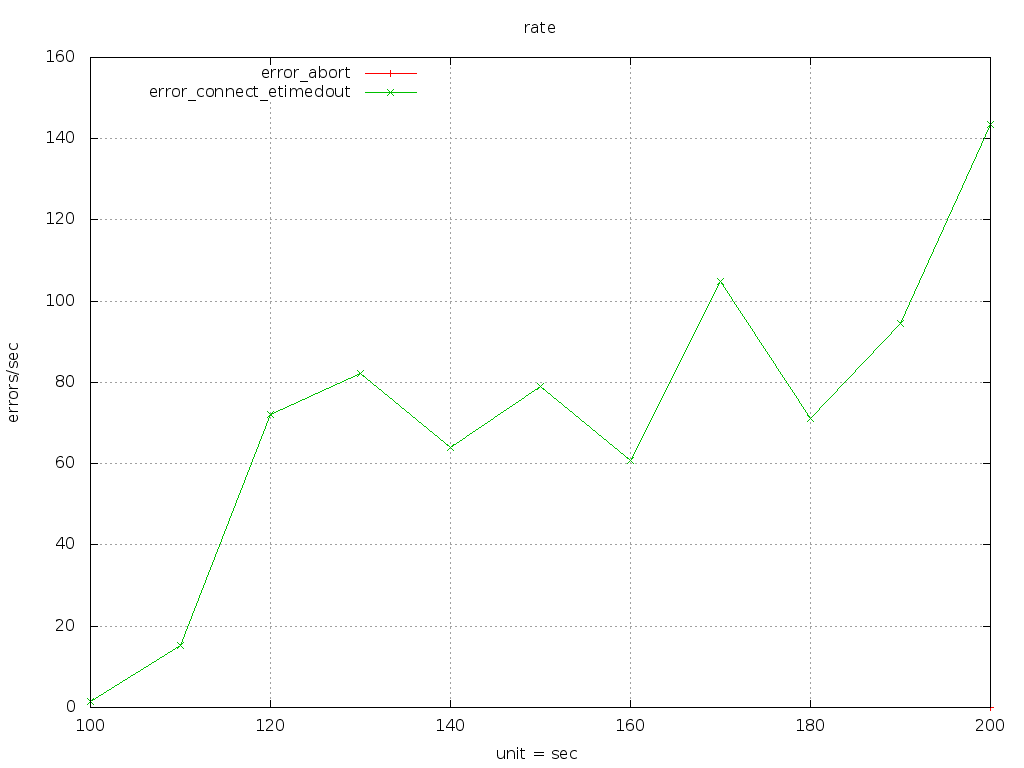 rate
160
140
120
100
80
60
40
20
0
error_abort
error_connect_etimedout
errors/sec
100 120 140 160 180 200
unit = sec